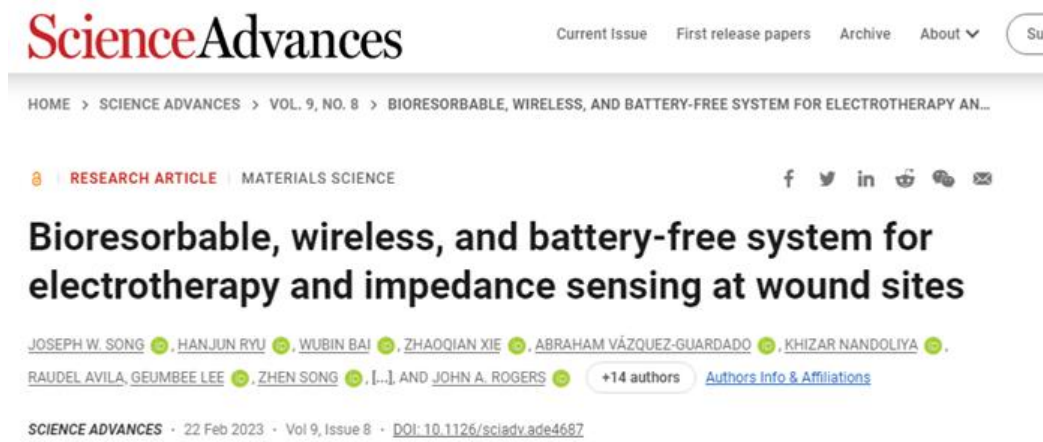 ScienceAdvances
Current Issue First release papers Archive About Su
HOME > SCIENCE ADVANCES > VOL. 9, NO. 8 > BIORESORBABLE, WIRELESS, AND BATTERY-FREE SYSTEM FOR ELECTROTHERAPY AN...
RESEARCH ARTICLE | MATERIALS SCIENCE
Bioresorbable, wireless, and battery-free system for
electrotherapy and impedance sensing at wound sites
JOSEPH W. SONG, HANJUN RYU, WUBIN BAI, ZHAOQIAN XIE, ABRAHAM VÁZQUEZ-GUARDADO, KHIZAR NANDOLIYA,
RAUDEL AVILA, GEUMBEE LEE, ZHEN SONG, [...], AND JOHN A. ROGERS +14 authors Authors Info & Affiliations
SCIENCE ADVANCES · 22 Feb 2023 · Vol 9, Issue 8 · DOI: 10.1126/sciadv.ade4687